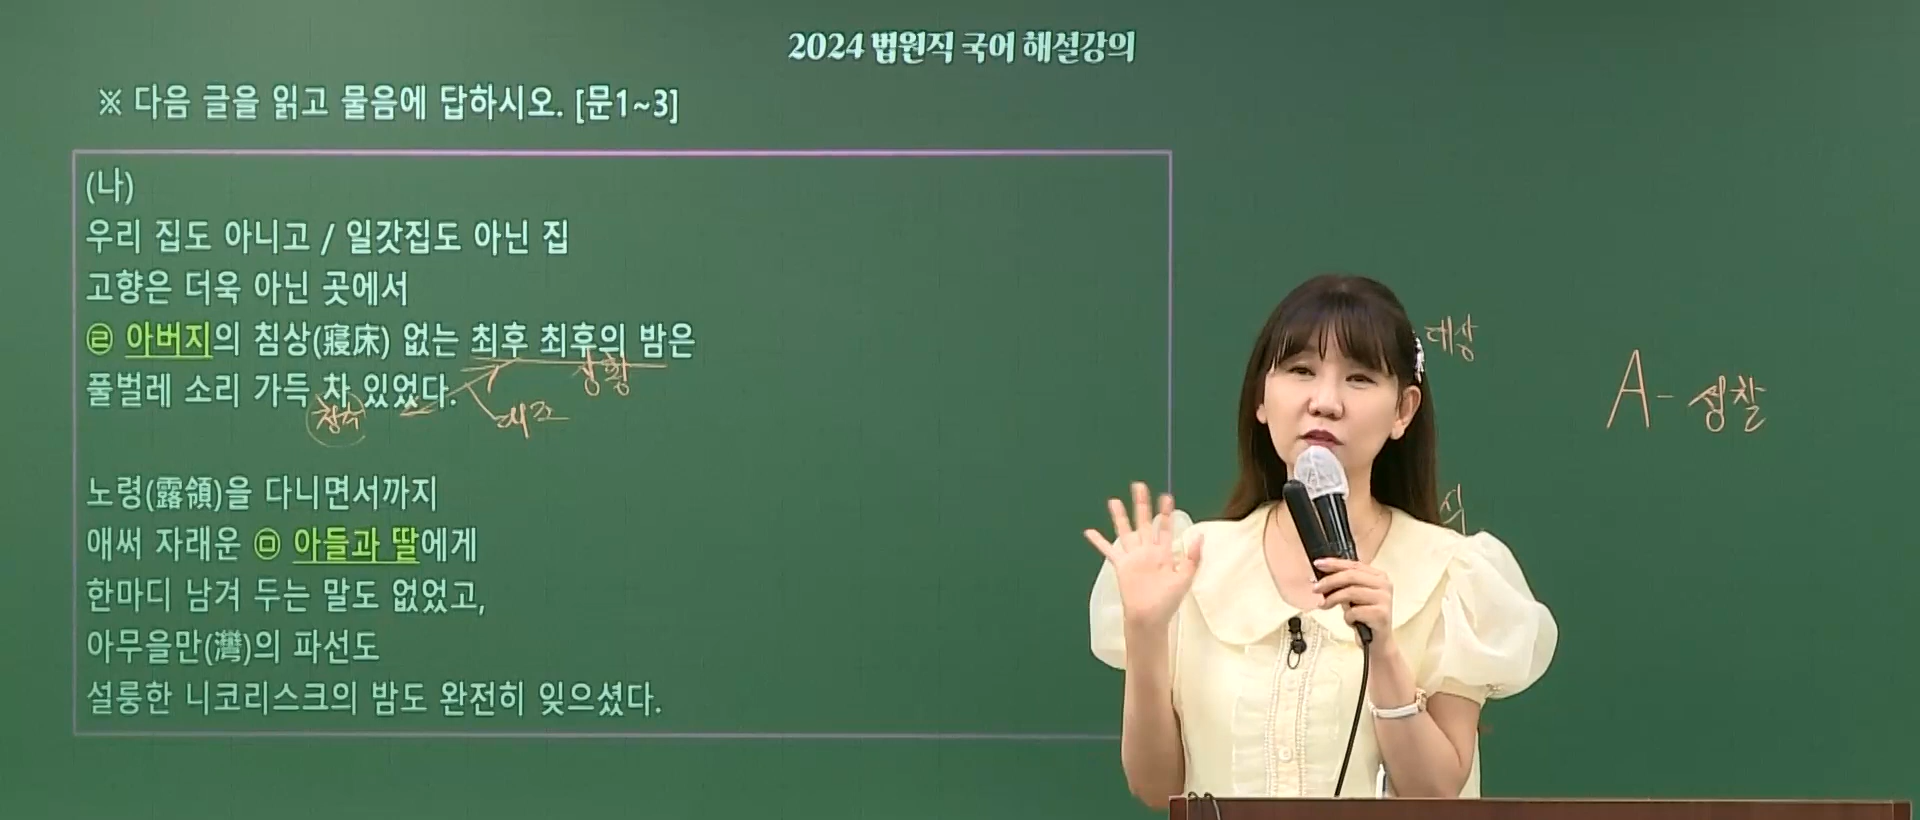 2024 법원직 국어 해설강의
※ 다음 글을 읽고 물음에 답하시오. [문1~3]
(나)
우리 집도 아니고 / 일갓집도 아닌 집
고향은 더욱 아닌 곳에서
㉣ 아버지의 침상(寢床) 없는 최후 최후의 밤은
상황
풀벌레 소리 가득 차 있었다.
청각
대조
노령(露領)을 다니면서까지
애써 자래운 ㉤ 아들과 딸에게
한마디 남겨 두는 말도 없었고,
아무을만(灣)의 파선도
설룽한 니코리스크의 밤도 완전히 잊으셨다.
대상
A - 성찰